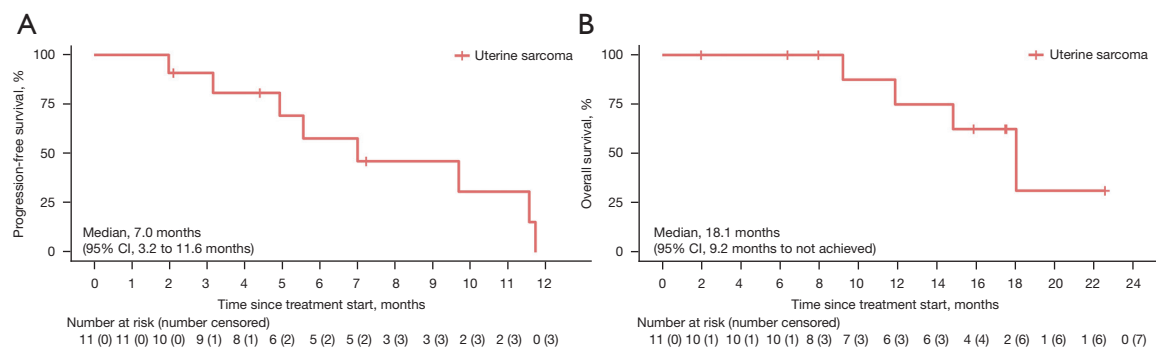 A
Progression-free survival, %
100
75
50
25
0
Uterine sarcoma
Median, 7.0 months
(95% CI, 3.2 to 11.6 months)
0 1 2 3 4 5 6 7 8 9 10 11 12
Time since treatment start, months
Number at risk (number censored)
11 (0) 11 (0) 10 (0) 9 (1) 8 (1) 6 (2) 5 (2) 5 (2) 3 (3) 3 (3) 2 (3) 2 (3) 0 (3)
B
Overall survival, %
100
75
50
25
0
Uterine sarcoma
Median, 18.1 months
(95% CI, 9.2 months to not achieved)
0 2 4 6 8 10 12 14 16 18 20 22 24
Time since treatment start, months
Number at risk (number censored)
11 (0) 10 (1) 10 (1) 10 (1) 8 (3) 7 (3) 6 (3) 6 (3) 4 (4) 2 (6) 1 (6) 1 (6) 0 (7)